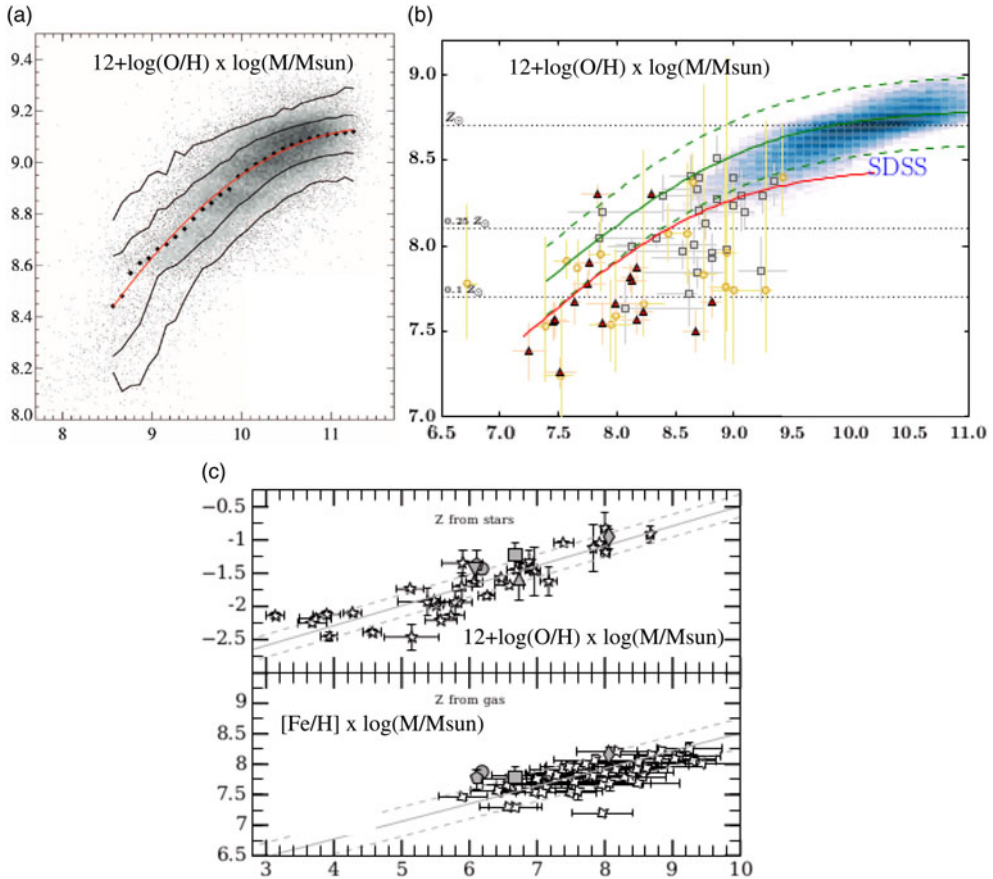 (a)
12+log(O/H) x log(M/Msun)
9.4
9.2
9.0
8.8
8.6
8.4
8.2
8.0
8 9 10 11
(b)
12+log(O/H) x log(M/Msun)
9.0
8.5
8.0
7.5
7.0
Z⊙
0.25 Z⊙
0.1 Z⊙
SDSS
6.5 7.0 7.5 8.0 8.5 9.0 9.5 10.0 10.5 11.0
(c)
Z from stars
-0.5
-1
-1.5
-2
-2.5
12+log(O/H) x log(M/Msun)
Z from gas
[Fe/H] x log(M/Msun)
9
8.5
8
7.5
7
6.5
3 4 5 6 7 8 9 10